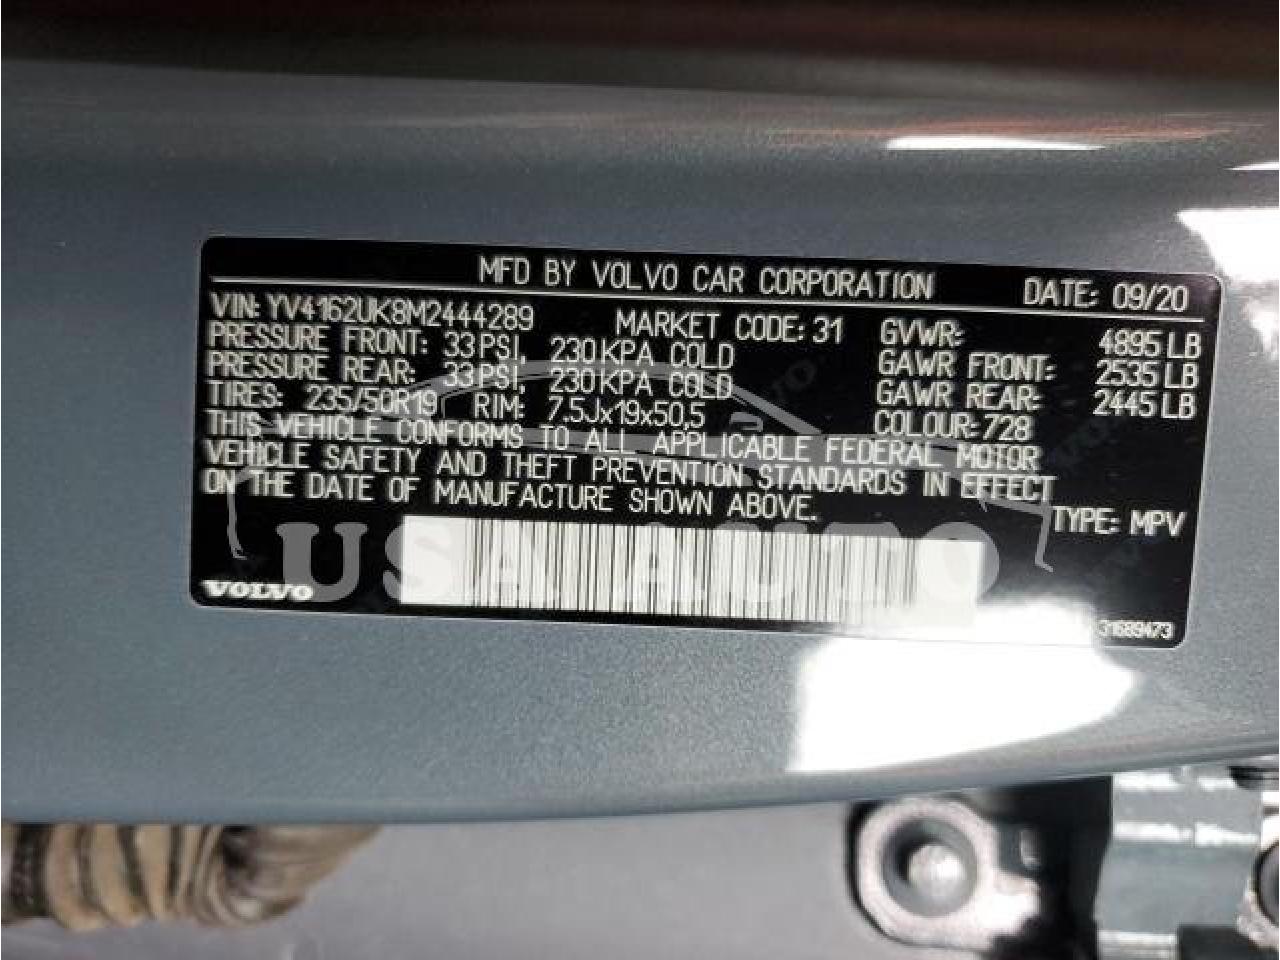 MFD BY VOLVO CAR CORPORATION DATE: 09/20
VIN: YV4162UK8M2444289 MARKET CODE: 31 GVWR: 4895 LB
PRESSURE FRONT: 33 PSI, 230 KPA COLD GAWR FRONT: 2535 LB
PRESSURE REAR: 33 PSI, 230 KPA COLD GAWR REAR: 2445 LB
TIRES: 235/50R19 RIM: 7.5Jx19x50,5 COLOUR: 728
THIS VEHICLE CONFORMS TO ALL APPLICABLE FEDERAL MOTOR
VEHICLE SAFETY AND THEFT PREVENTION STANDARDS IN EFFECT
ON THE DATE OF MANUFACTURE SHOWN ABOVE.
TYPE: MPV
USA AUTO
VOLVO
31689473